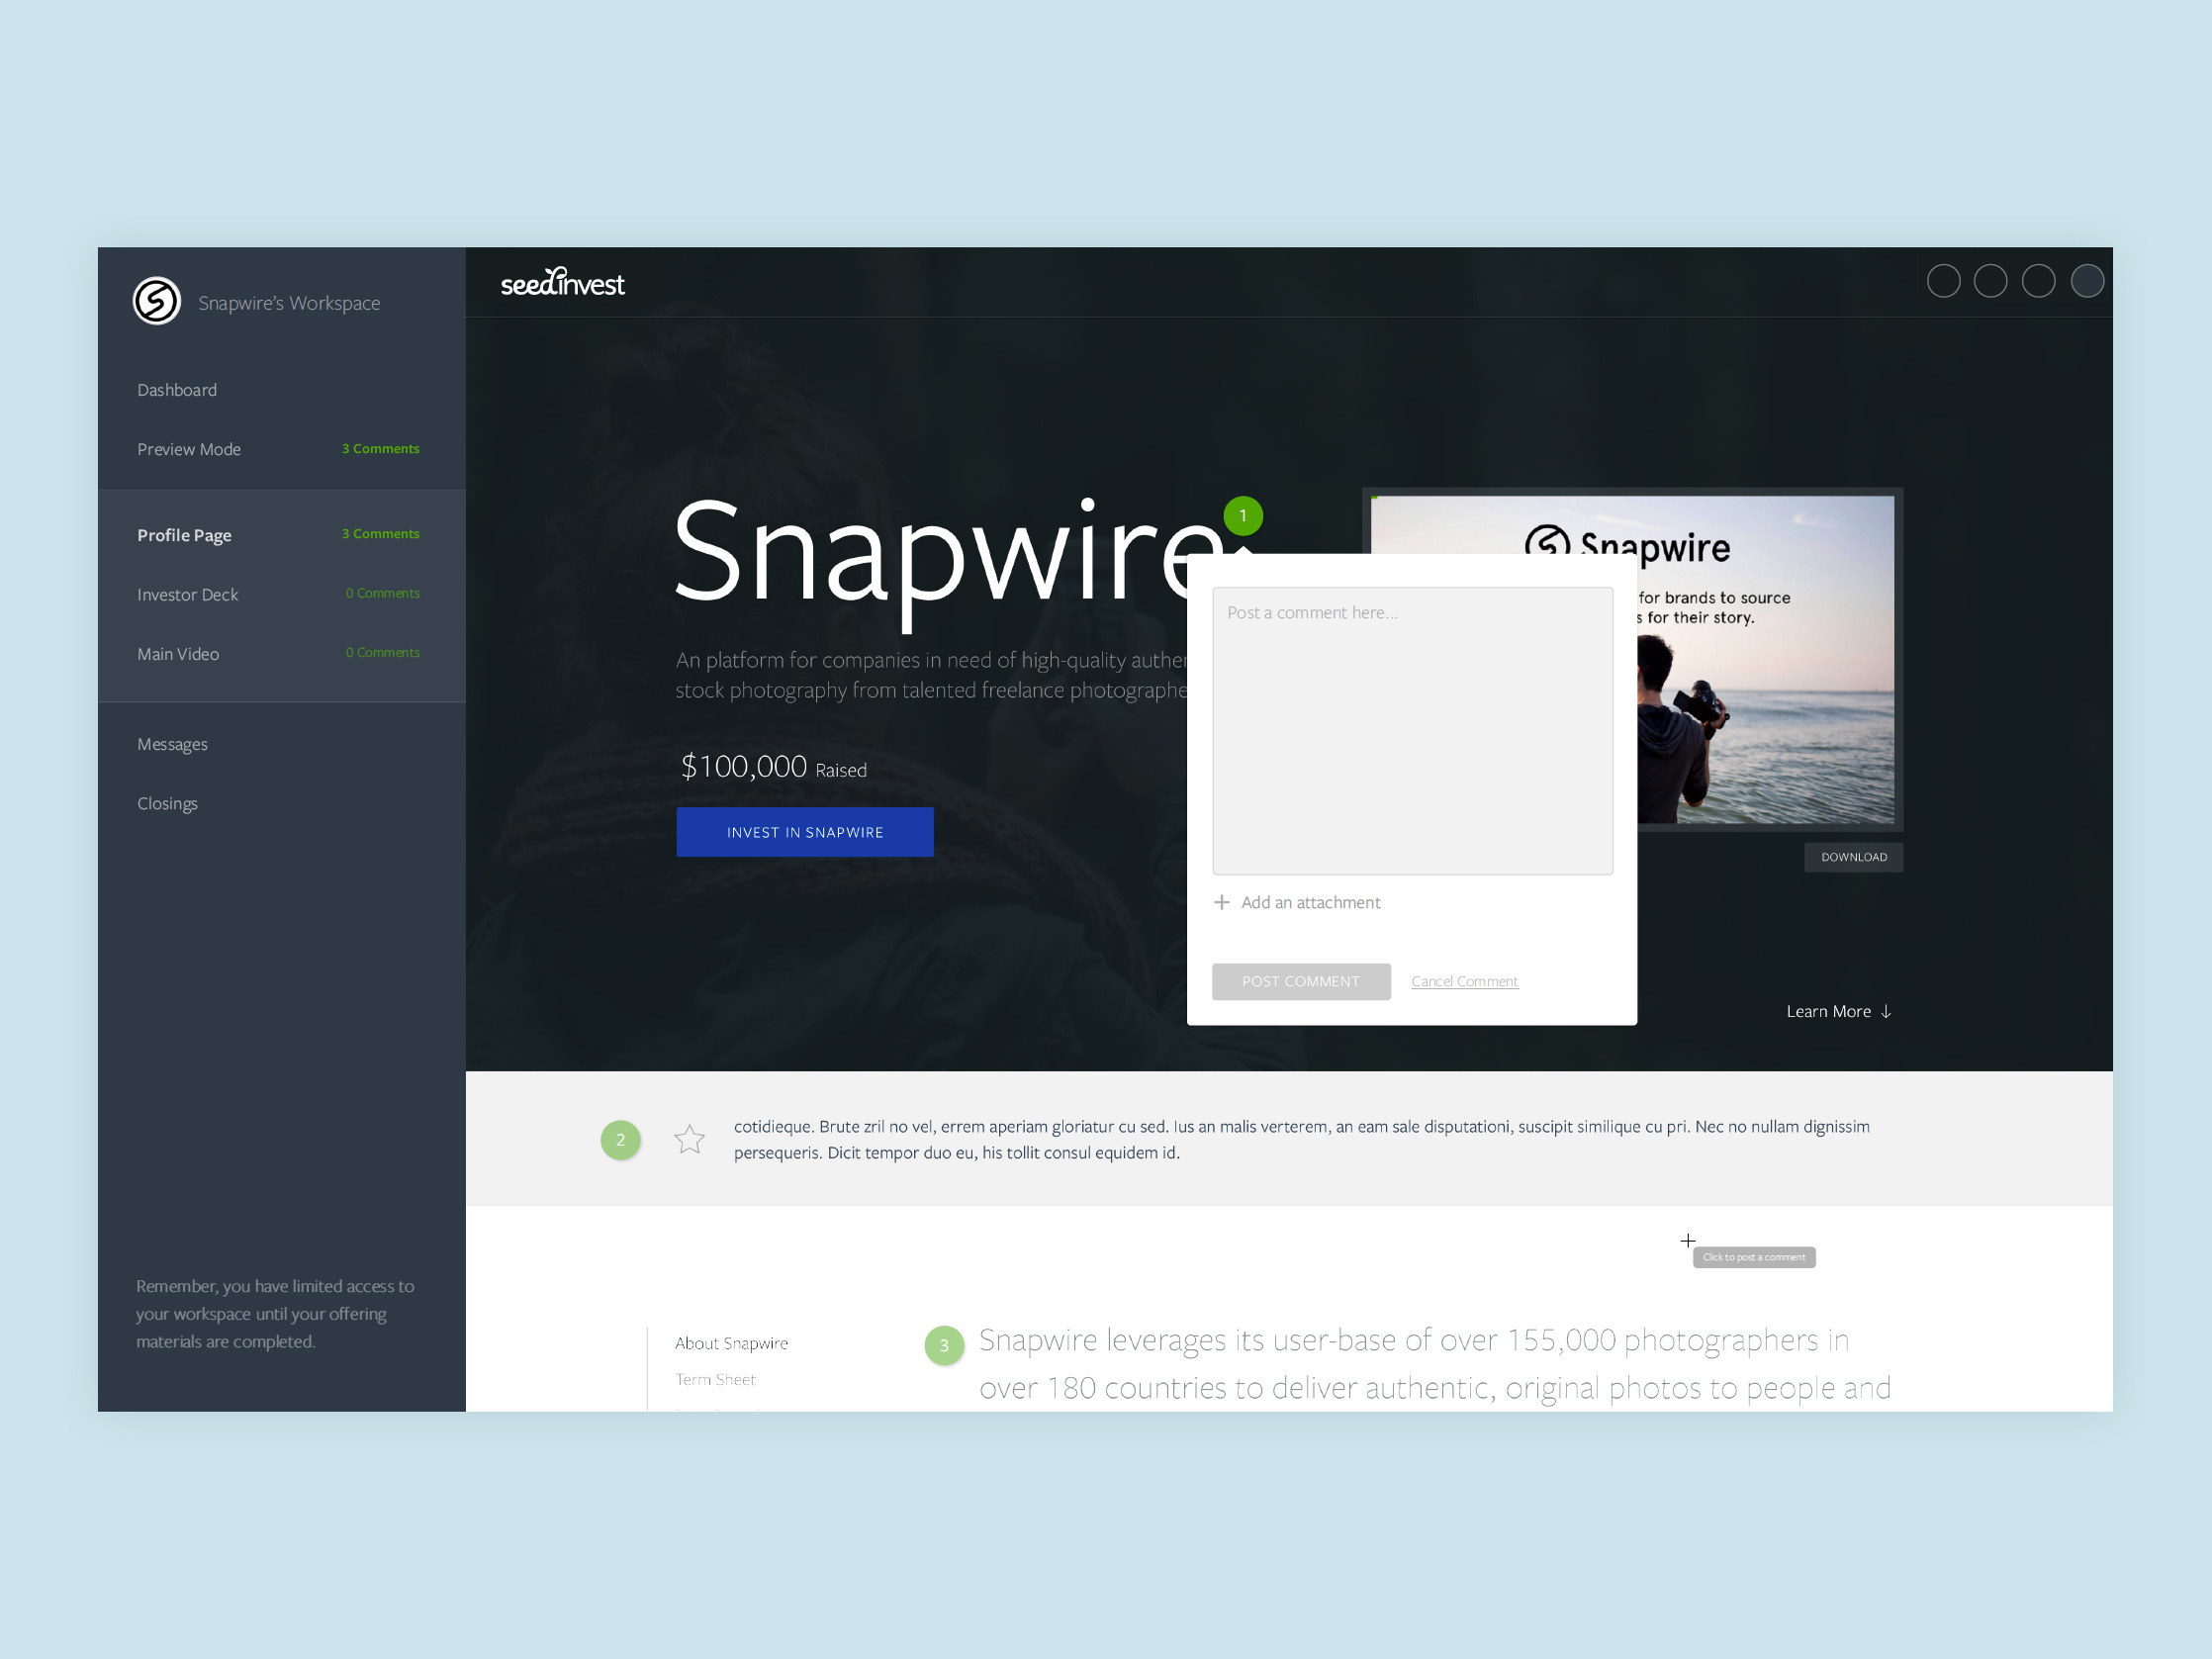 Snapwire's Workspace
Dashboard
Preview Mode 3 Comments
Profile Page 3 Comments
Investor Deck 0 Comments
Main Video 0 Comments
Messages
Closings
Remember, you have limited access to
your workspace until your offering
materials are completed.
seedinvest
Snapwire
1
An platform for companies in need of high-quality
stock photography from talented freelance
$100,000 Raised
INVEST IN SNAPWIRE
Snapwire
for brands to source
for their story.
DOWNLOAD
Post a comment here...
+ Add an attachment
POST COMMENT Cancel Comment
Learn More ↓
2
cotidieque. Brute zril no vel, errem aperiam gloriatur cu sed. Ius an malis verterem, an eam sale disputationi, suscipit similique cu pri. Nec no nullam dignissim
persequeris. Dicit tempor duo eu, his tollit consul equidem id.
Click to post a comment
About Snapwire
Term Sheet
3
Snapwire leverages its user-base of over 155,000 photographers in
over 180 countries to deliver authentic, original photos to people and